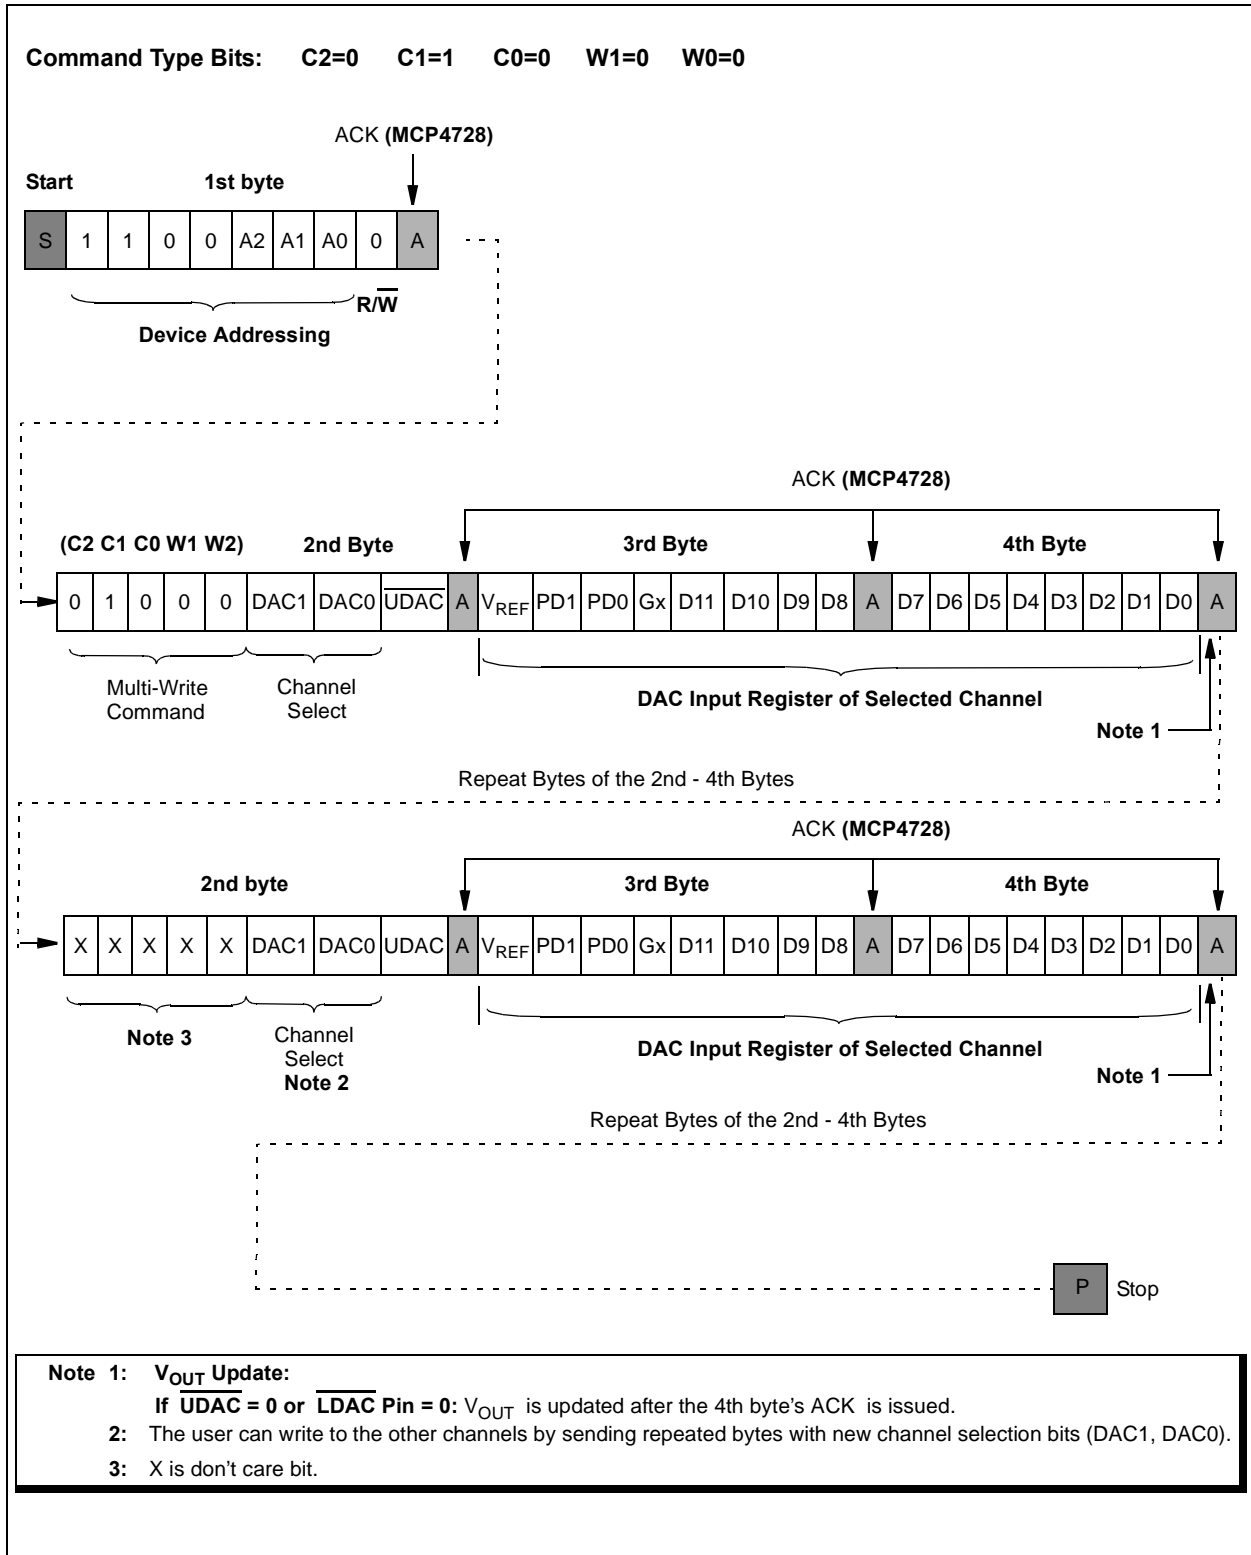 Command Type Bits: C2=0 C1=1 C0=0 W1=0 W0=0
ACK (MCP4728)
Start 1st byte
S 1 1 0 0 A2 A1 A0 0 A
R/W̅
Device Addressing
ACK (MCP4728)
(C2 C1 C0 W1 W2) 2nd Byte 3rd Byte 4th Byte
0 1 0 0 0 DAC1 DAC0 U̅D̅A̅C̅ A VREF PD1 PD0 Gx D11 D10 D9 D8 A D7 D6 D5 D4 D3 D2 D1 D0 A
Multi-Write Command
Channel Select
DAC Input Register of Selected Channel
Note 1
Repeat Bytes of the 2nd - 4th Bytes
ACK (MCP4728)
2nd byte 3rd Byte 4th Byte
X X X X X DAC1 DAC0 UDAC A VREF PD1 PD0 Gx D11 D10 D9 D8 A D7 D6 D5 D4 D3 D2 D1 D0 A
Note 3
Channel
Select
Note 2
DAC Input Register of Selected Channel
Note 1
Repeat Bytes of the 2nd - 4th Bytes
P Stop
Note 1: VOUT Update:
If U̅D̅A̅C̅ = 0 or L̅D̅A̅C̅ Pin = 0: VOUT is updated after the 4th byte's ACK is issued.
2: The user can write to the other channels by sending repeated bytes with new channel selection bits (DAC1, DAC0).
3: X is don't care bit.